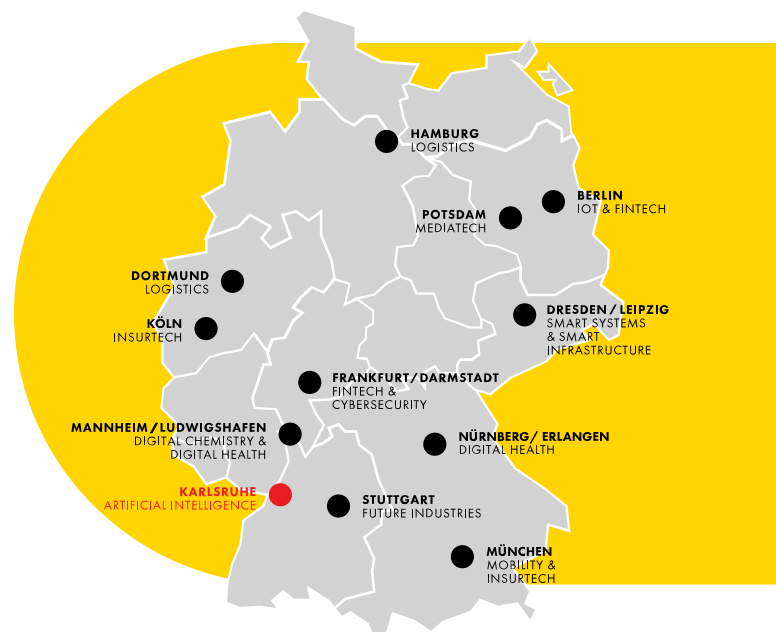 HAMBURG
LOGISTICS
BERLIN
IOT & FINTECH
POTSDAM
MEDIATECH
DORTMUND
LOGISTICS
KÖLN
INSURTECH
DRESDEN / LEIPZIG
SMART SYSTEMS
& SMART
INFRASTRUCTURE
FRANKFURT/DARMSTADT
FINTECH &
CYBERSECURITY
MANNHEIM/LUDWIGSHAFEN
DIGITAL CHEMISTRY &
DIGITAL HEALTH
NÜRNBERG/ ERLANGEN
DIGITAL HEALTH
KARLSRUHE
ARTIFICIAL INTELLIGENCE
STUTTGART
FUTURE INDUSTRIES
MÜNCHEN
MOBILITY &
INSURTECH